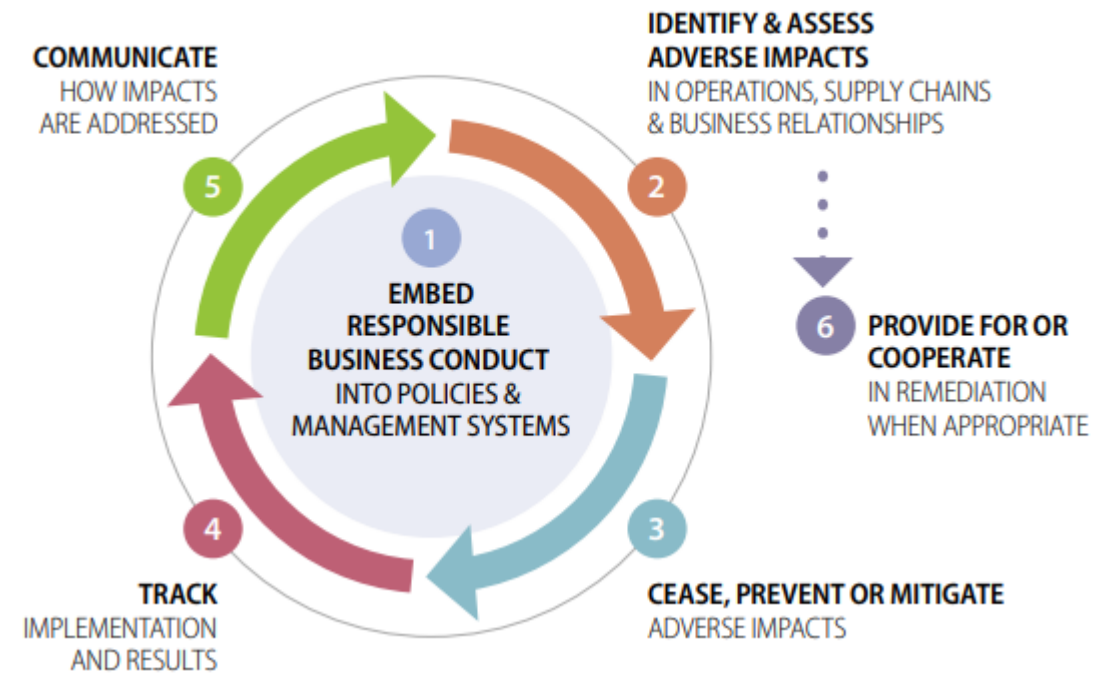 1
EMBED
RESPONSIBLE
BUSINESS CONDUCT
INTO POLICIES &
MANAGEMENT SYSTEMS
2
IDENTIFY & ASSESS
ADVERSE IMPACTS
IN OPERATIONS, SUPPLY CHAINS
& BUSINESS RELATIONSHIPS
3
CEASE, PREVENT OR MITIGATE
ADVERSE IMPACTS
4
TRACK
IMPLEMENTATION
AND RESULTS
5
COMMUNICATE
HOW IMPACTS
ARE ADDRESSED
6
PROVIDE FOR OR
COOPERATE
IN REMEDIATION
WHEN APPROPRIATE